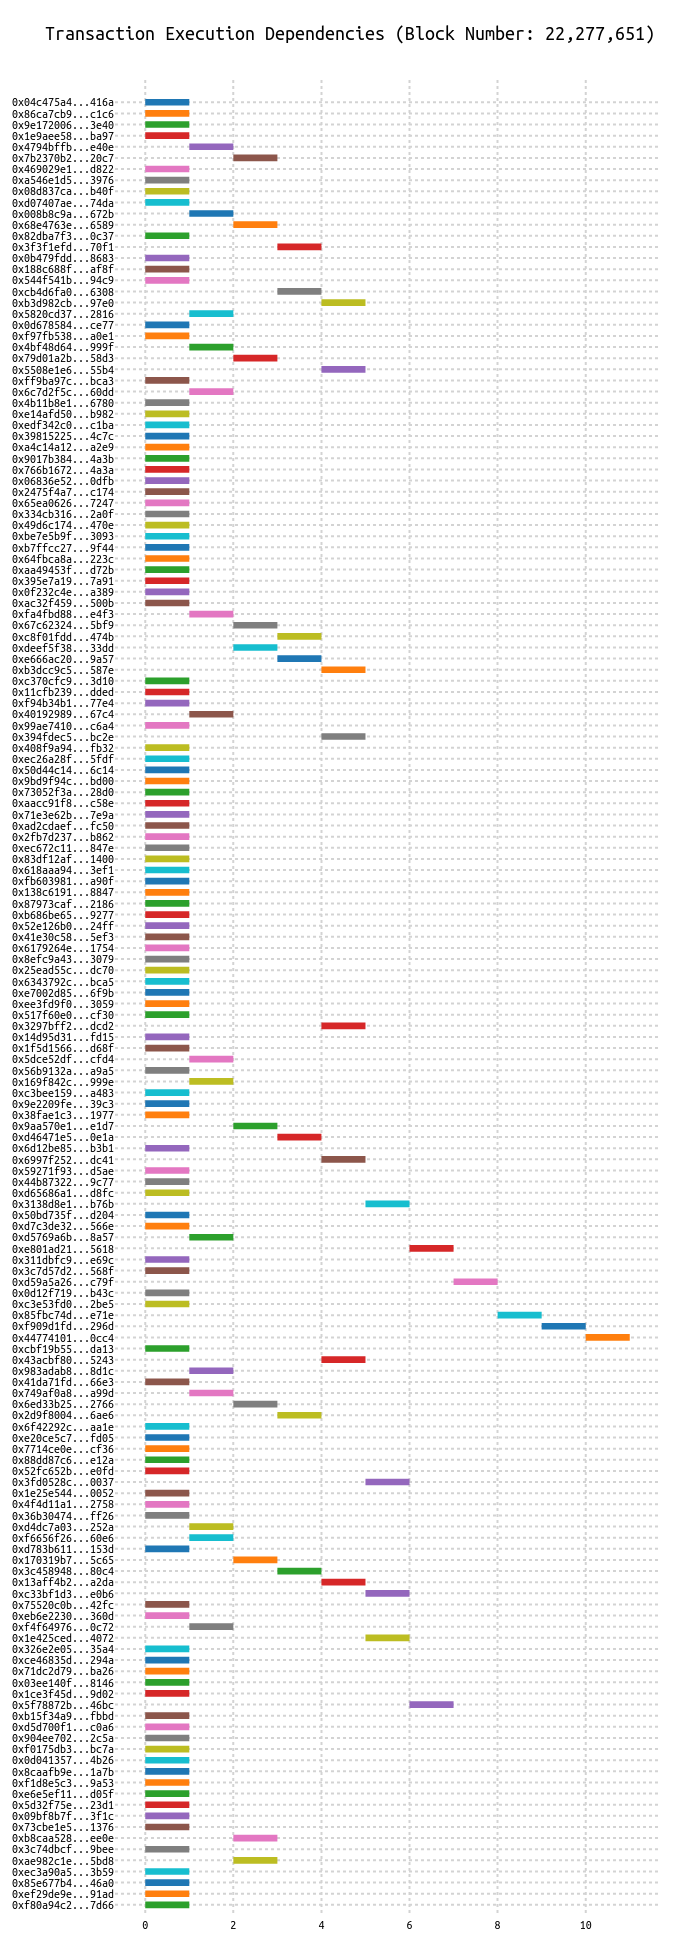 Transaction Execution Dependencies (Block Number: 22,277,651)
0x04c475a4...416a
0x86ca7cb9...c1c6
0x9e172006...3e40
0x1e9aee58...ba97
0x4794bffb...e40e
0x7b2370b2...20c7
0x469029e1...d822
0xa546e1d5...3976
0x08d837ca...b40f
0xd07407ae...74da
0x008b8c9a...672b
0x68e4763e...6589
0x82dba7f3...0c37
0x3f3f1efd...70f1
0x0b479fdd...8683
0x188c688f...af8f
0x544f541b...94c9
0xcb4d6fa0...6308
0xb3d982cb...97e0
0x5820cd37...2816
0x0d678584...ce77
0xf97fb538...a0e1
0x4bf48d64...999f
0x79d01a2b...58d3
0x5508e1e6...55b4
0xff9ba97c...bca3
0x6c7d2f5c...60dd
0x4b11b8e1...6780
0xe14afd50...b982
0xedf342c0...c1ba
0x39815225...4c7c
0xa4c14a12...a2e9
0x9017b384...4a3b
0x766b1672...4a3a
0x06836e52...0dfb
0x2475f4a7...c174
0x65ea0626...7247
0x334cb316...2a0f
0x49d6c174...470e
0xbe7e5b9f...3093
0xb7ffcc27...9f44
0x64fbca8a...223c
0xaa49453f...d72b
0x395e7a19...7a91
0x0f232c4e...a389
0xac32f459...500b
0xfa4fbd88...e4f3
0x67c62324...5bf9
0xc8f01fdd...474b
0xdeef5f38...33dd
0xe666ac20...9a57
0xb3dcc9c5...587e
0xc370cfc9...3d10
0x11cfb239...dded
0xf94b34b1...77e4
0x40192989...67c4
0x99ae7410...c6a4
0x394fdec5...bc2e
0x408f9a94...fb32
0xec26a28f...5fdf
0x50d44c14...6c14
0x9bd9f94c...bd00
0x73052f3a...28d0
0xaacc91f8...c58e
0x71e3e62b...7e9a
0xad2cdaef...fc50
0x2fb7d237...b862
0xec672c11...847e
0x83df12af...1400
0x618aaa94...3ef1
0xfb603981...a90f
0x138c6191...8847
0x87973caf...2186
0xb686be65...9277
0x52e126b0...24ff
0x41e30c58...5ef3
0x6179264e...1754
0x8efc9a43...3079
0x25ead55c...dc70
0x6343792c...bca5
0xe7002d85...6f9b
0xee3fd9f0...3059
0x517f60e0...cf30
0x3297bff2...dcd2
0x14d95d31...fd15
0x1f5d1566...d68f
0x5dce52df...cfd4
0x56b9132a...a9a5
0x169f842c...999e
0xc3bee159...a483
0x9e2209fe...39c3
0x38fae1c3...1977
0x9aa570e1...e1d7
0xd46471e5...0e1a
0x6d12be85...b3b1
0x6997f252...dc41
0x59271f93...d5ae
0x44b87322...9c77
0xd65686a1...d8fc
0x3138d8e1...b76b
0x50bd735f...d204
0xd7c3de32...566e
0xd5769a6b...8a57
0xe801ad21...5618
0x311dbfc9...e69c
0x3c7d57d2...568f
0xd59a5a26...c79f
0x0d12f719...b43c
0xc3e53fd0...2be5
0x85fbc74d...e71e
0xf909d1fd...296d
0x44774101...0cc4
0xcbf19b55...da13
0x43acbf80...5243
0x983adab8...8d1c
0x41da71fd...66e3
0x749af0a8...a99d
0x6ed33b25...2766
0x2d9f8004...6ae6
0x6f42292c...aa1e
0xe20ce5c7...fd05
0x7714ce0e...cf36
0x88dd87c6...e12a
0x52fc652b...e0fd
0x3fd0528c...0037
0x1e25e544...0052
0x4f4d11a1...2758
0x36b30474...ff26
0xd4dc7a03...252a
0xf6656f26...60e6
0xd783b611...153d
0x170319b7...5c65
0x3c458948...80c4
0x13aff4b2...a2da
0xc33bf1d3...e0b6
0x75520c0b...42fc
0xeb6e2230...360d
0xf4f64976...0c72
0x1e425ced...4072
0x326e2e05...35a4
0xce46835d...294a
0x71dc2d79...ba26
0x03ee140f...8146
0x1ce3f45d...9d02
0x5f78872b...46bc
0xb15f34a9...fbbd
0xd5d700f1...c0a6
0x904ee702...2c5a
0xf0175db3...bc7a
0x0d041357...4b26
0x8caafb9e...1a7b
0xf1d8e5c3...9a53
0xe6e5ef11...d05f
0x5d32f75e...23d1
0x09bf8b7f...3f1c
0x73cbe1e5...1376
0xb8caa528...ee0e
0x3c74dbcf...9bee
0xae982c1e...5bd8
0xec3a90a5...3b59
0x85e677b4...46a0
0xef29de9e...91ad
0xf80a94c2...7d66
0 2 4 6 8 10